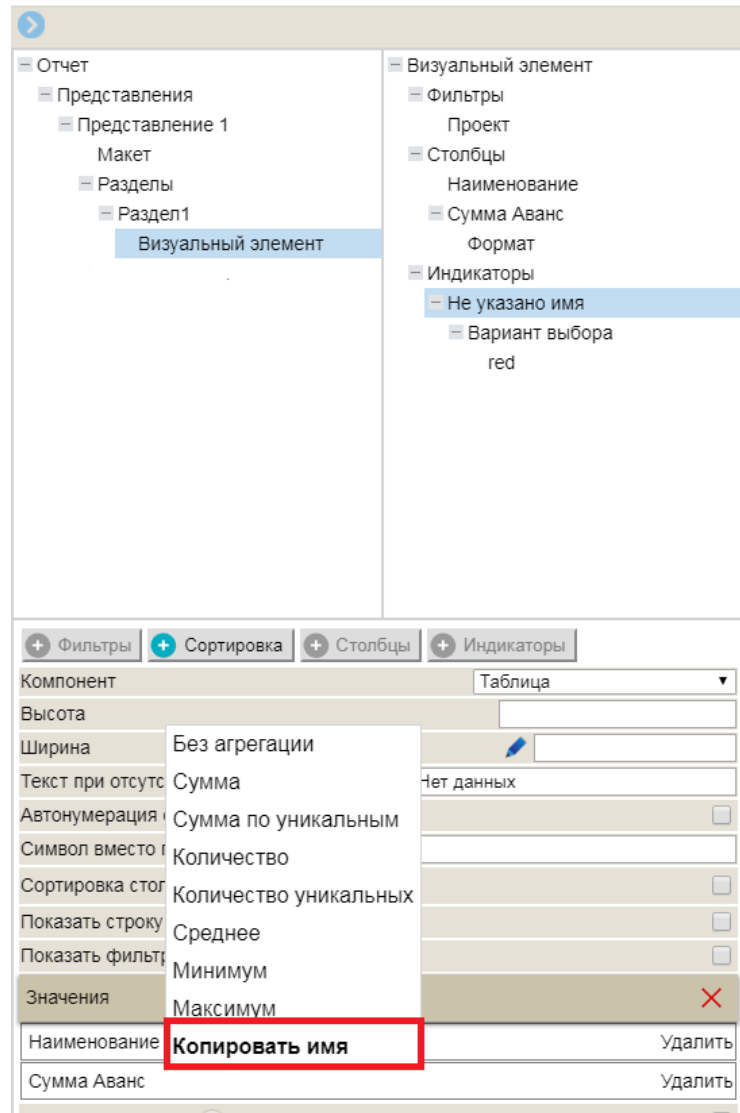 Отчет
Представления
Представление 1
Макет
Разделы
Раздел1
Визуальный элемент
Визуальный элемент
Фильтры
Проект
Столбцы
Наименование
Сумма Аванс
Формат
Индикаторы
Не указано имя
Вариант выбора
red
Фильтры Сортировка Столбцы Индикаторы
Компонент Таблица
Высота
Ширина
Текст при отсутс Нет данных
Автонумерация
Символ вместо
Сортировка стол
Показать строку
Показать фильтр
Значения
Наименование Удалить
Сумма Аванс Удалить
Без агрегации
Сумма
Сумма по уникальным
Количество
Количество уникальных
Среднее
Минимум
Максимум
Копировать имя